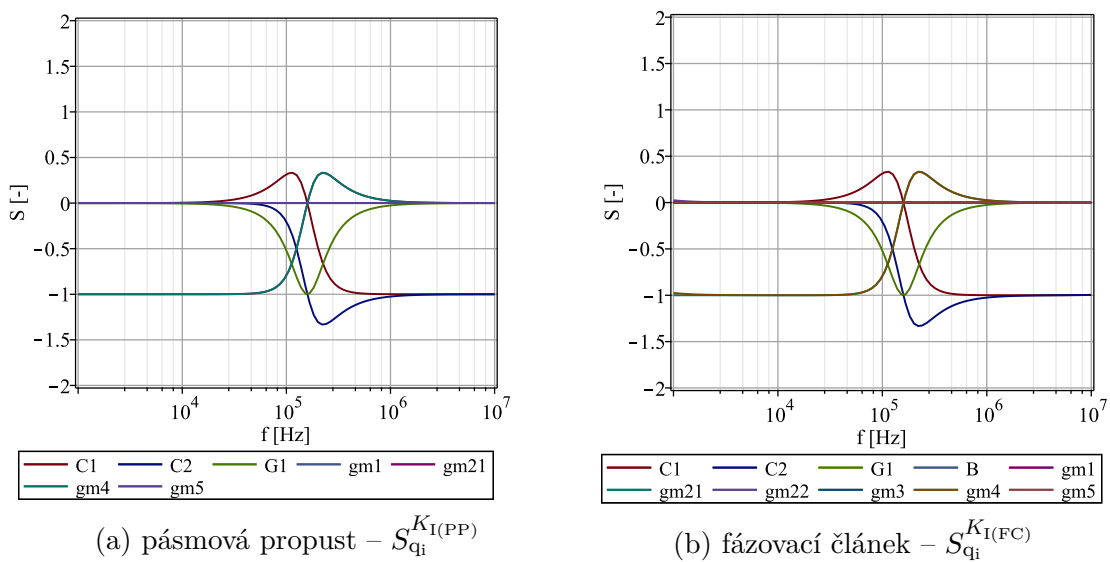 2
1.5
1
0.5
0
−0.5
−1
−1.5
−2
S [-]
10^4 10^5 10^6 10^7
f [Hz]
C1 C2 G1 gm1 gm21
gm4 gm5
(a) pásmová propust – S_{q_i}^{K_{I(PP)}}
2
1.5
1
0.5
0
−0.5
−1
−1.5
−2
S [-]
10^4 10^5 10^6 10^7
f [Hz]
C1 C2 G1 B gm1
gm21 gm22 gm3 gm4 gm5
(b) fázovací článek – S_{q_i}^{K_{I(FC)}}